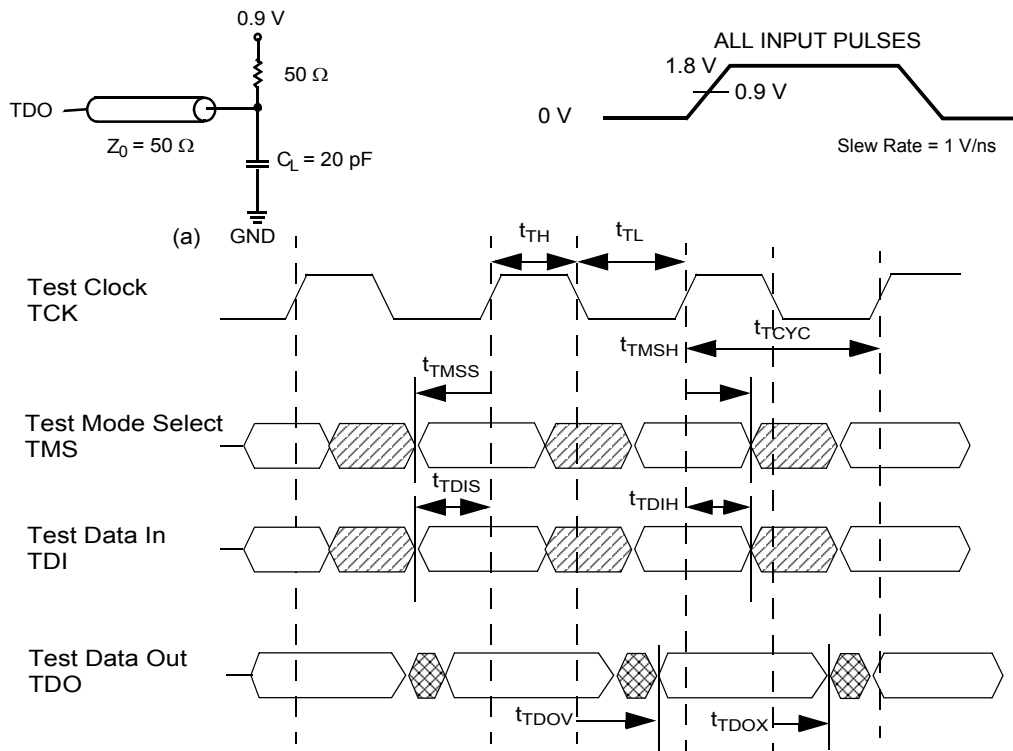 0.9 V
50 Ω
TDO
Z0 = 50 Ω
CL = 20 pF
(a) GND
ALL INPUT PULSES
1.8 V
0.9 V
0 V
Slew Rate = 1 V/ns
tTH
tTL
Test Clock
TCK
tTMSH
tTCYC
tTMSS
Test Mode Select
TMS
tTDIS
tTDIH
Test Data In
TDI
Test Data Out
TDO
tTDOV
tTDOX